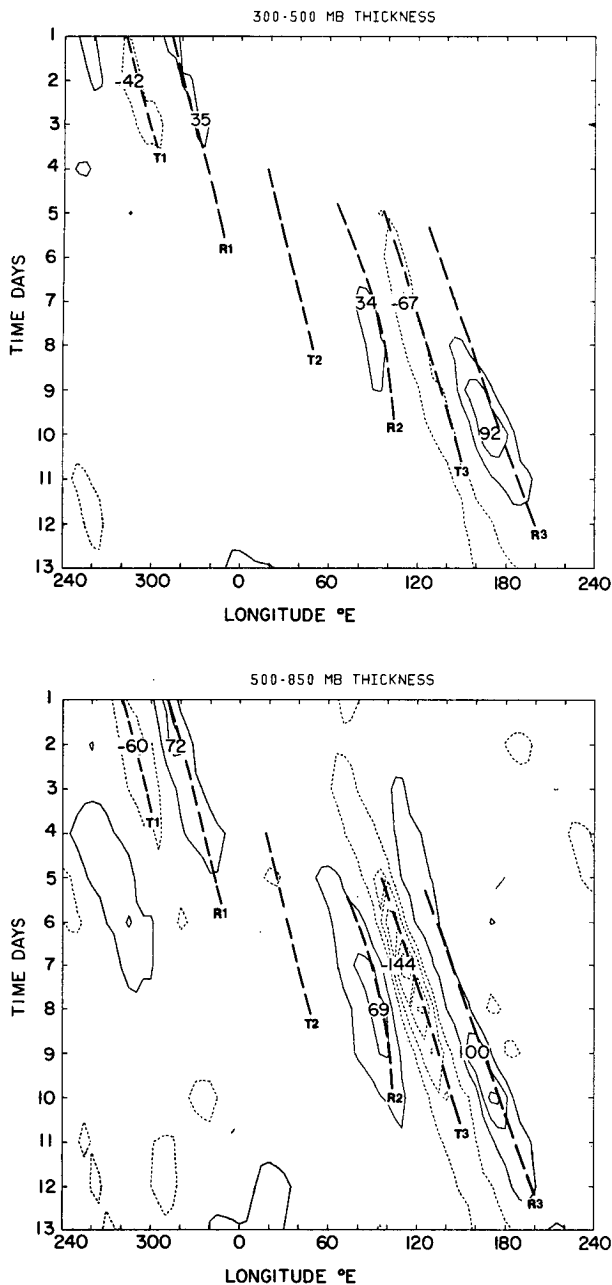 300-500 MB THICKNESS
TIME DAYS
1
2
3
4
5
6
7
8
9
10
11
12
13
-42
35
T1
R1
T2
34
-67
R2
T3
92
R3
240 300 0 60 120 180 240
LONGITUDE °E
500-850 MB THICKNESS
TIME DAYS
1
2
3
4
5
6
7
8
9
10
11
12
13
-60
72
T1
R1
T2
-144
69
100
R2
T3
R3
240 300 0 60 120 180 240
LONGITUDE °E